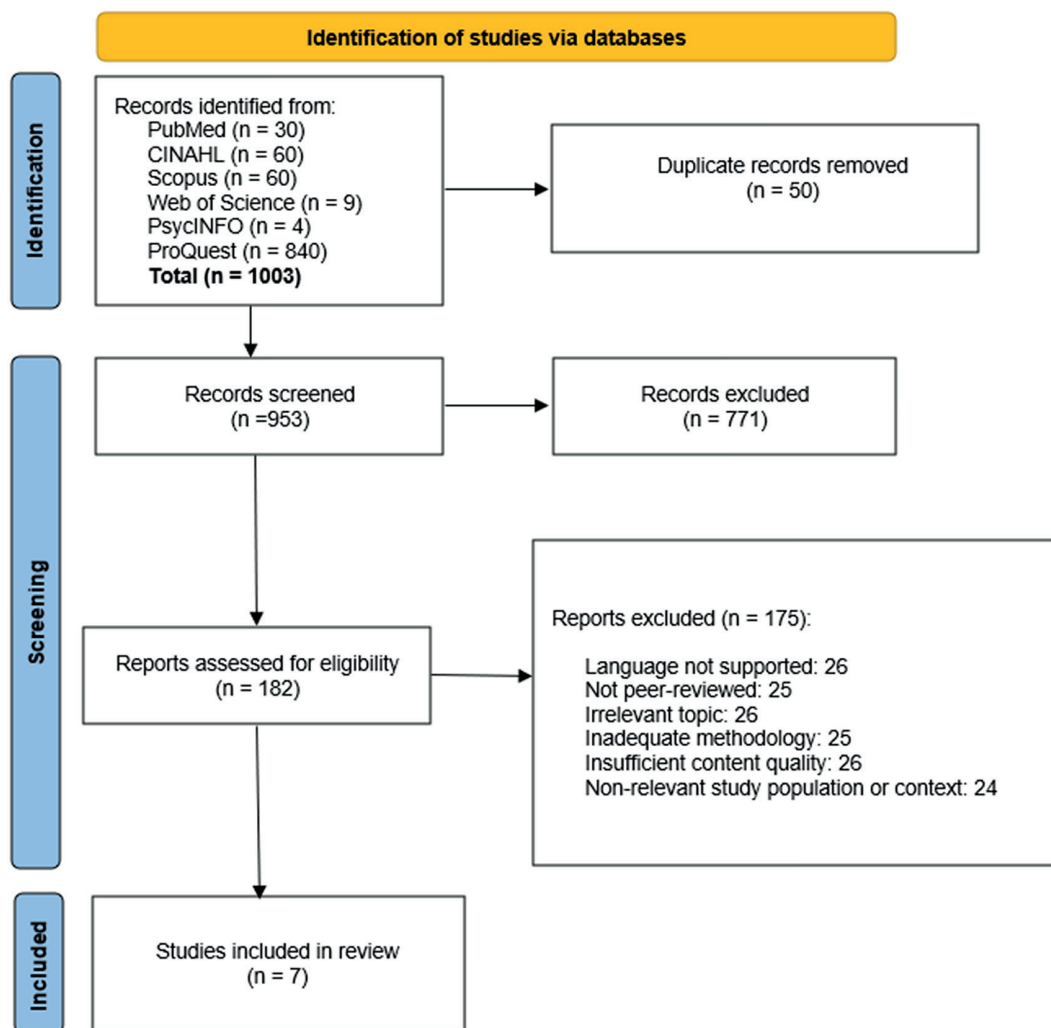 Identification of studies via databases
Identification
Records identified from:
PubMed (n = 30)
CINAHL (n = 60)
Scopus (n = 60)
Web of Science (n = 9)
PsycINFO (n = 4)
ProQuest (n = 840)
Total (n = 1003)
Duplicate records removed
(n = 50)
Screening
Records screened
(n =953)
Records excluded
(n = 771)
Reports assessed for eligibility
(n = 182)
Reports excluded (n = 175):
Language not supported: 26
Not peer-reviewed: 25
Irrelevant topic: 26
Inadequate methodology: 25
Insufficient content quality: 26
Non-relevant study population or context: 24
Included
Studies included in review
(n = 7)